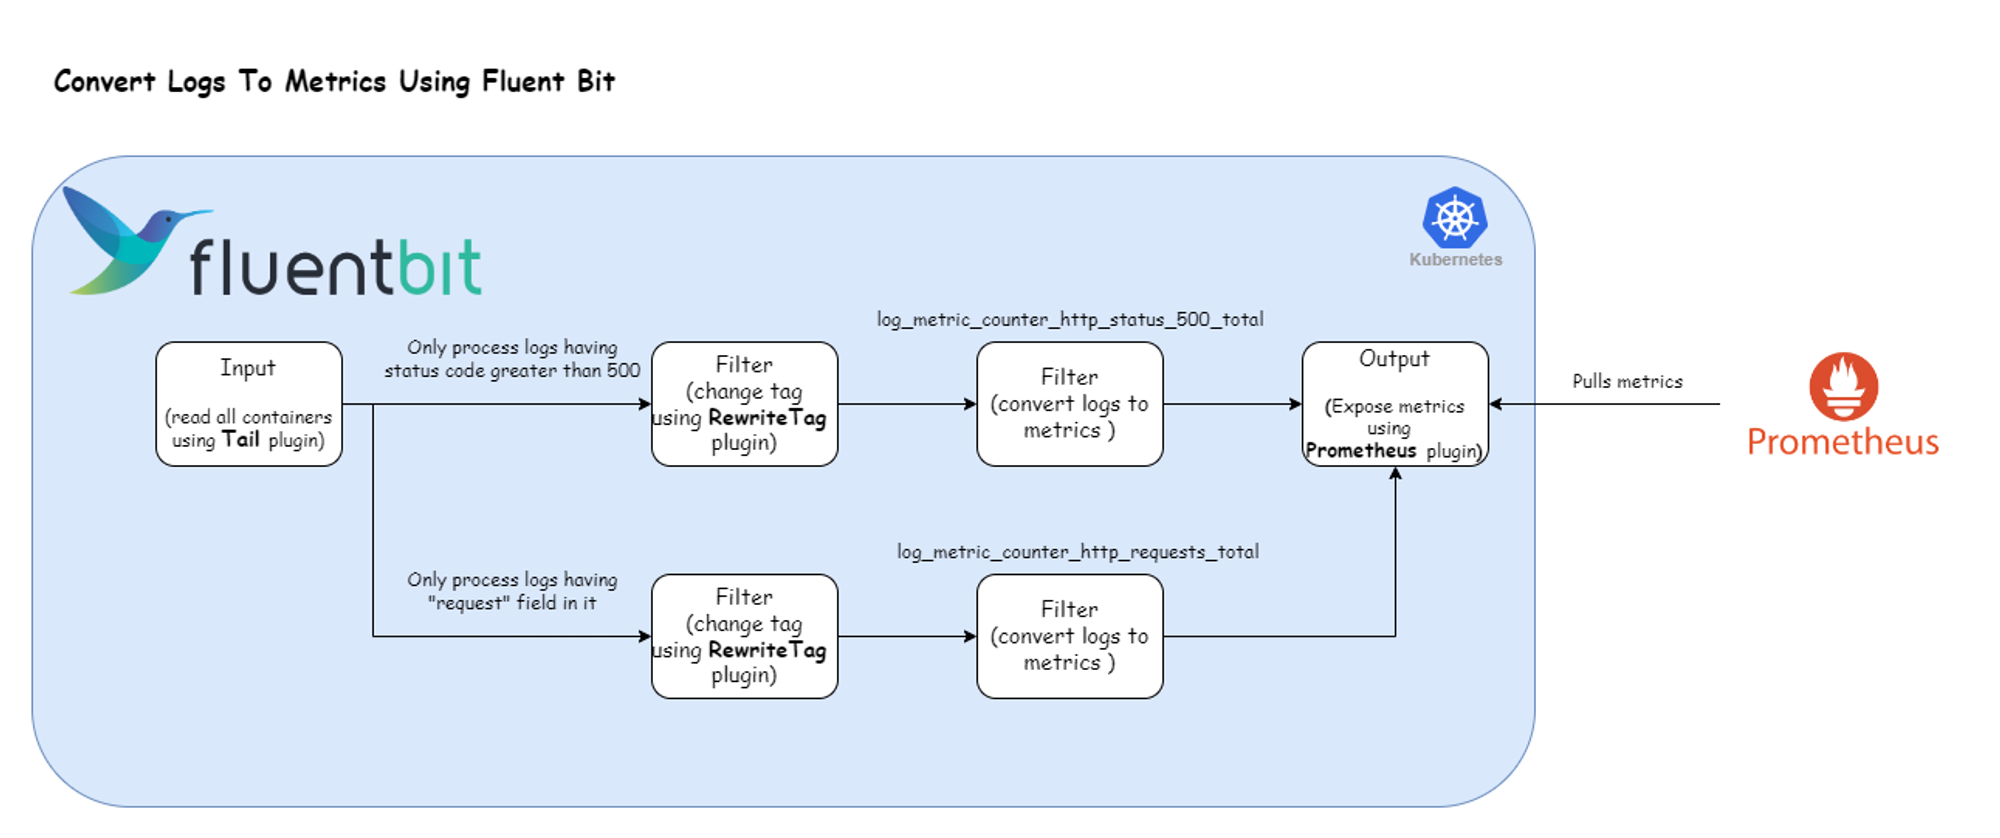 Convert Logs To Metrics Using Fluent Bit
fluentbit
Kubernetes
log_metric_counter_http_status_500_total
Only process logs having
status code greater than 500
Input
(read all containers
using Tail plugin)
Filter
(change tag
using RewriteTag
plugin)
Filter
(convert logs to
metrics )
Output
(Expose metrics
using
Prometheus plugin)
Pulls metrics
Prometheus
log_metric_counter_http_requests_total
Only process logs having
"request" field in it
Filter
(change tag
using RewriteTag
plugin)
Filter
(convert logs to
metrics )